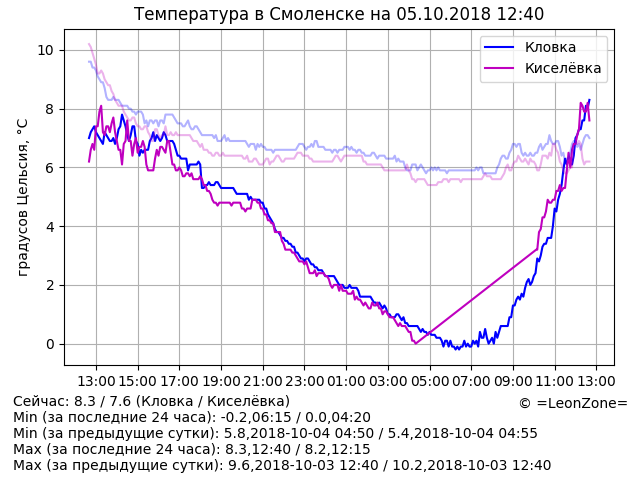 Температура в Смоленске на 05.10.2018 12:40
Кловка
Киселёвка
градусов Цельсия, °C
10
8
6
4
2
0
13:00 15:00 17:00 19:00 21:00 23:00 01:00 03:00 05:00 07:00 09:00 11:00 13:00
Сейчас: 8.3 / 7.6 (Кловка / Киселёвка)
© =LeonZone=
Min (за последние 24 часа): -0.2,06:15 / 0.0,04:20
Min (за предыдущие сутки): 5.8,2018-10-04 04:50 / 5.4,2018-10-04 04:55
Max (за последние 24 часа): 8.3,12:40 / 8.2,12:15
Max (за предыдущие сутки): 9.6,2018-10-03 12:40 / 10.2,2018-10-03 12:40